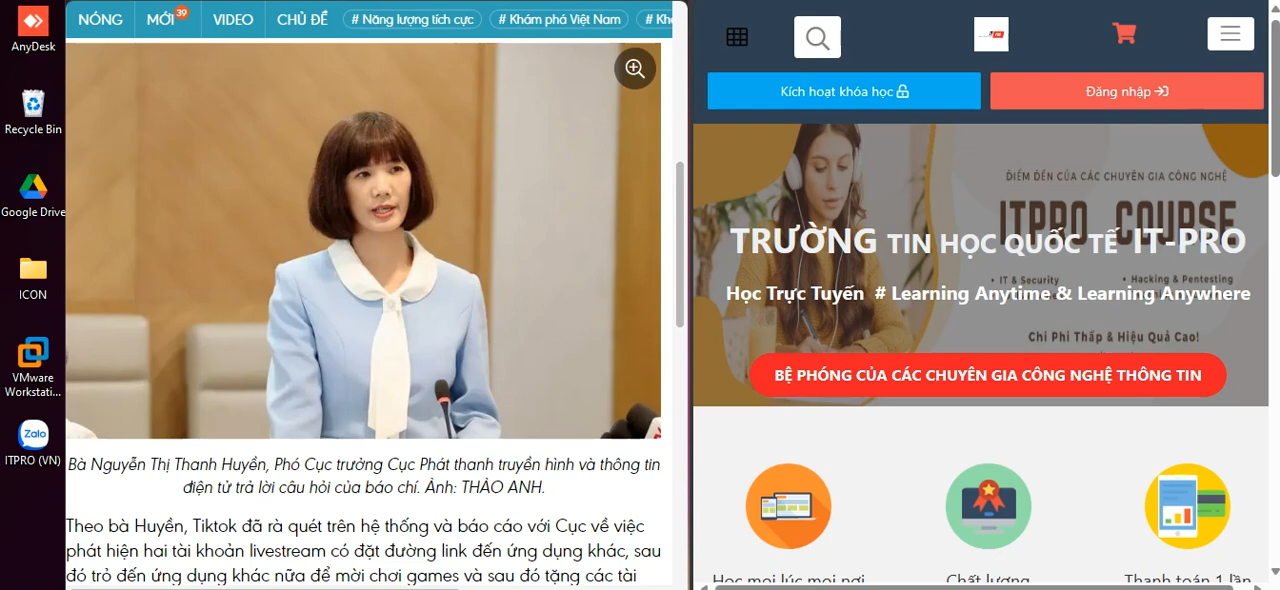 AnyDesk
Recycle Bin
Google Drive
ICON
VMware
Workstati...
Zalo
ITPRO (VN)
NÓNG
MỚI 39
VIDEO
CHỦ ĐỀ
# Năng lượng tích cực
# Khám phá Việt Nam
Bà Nguyễn Thị Thanh Huyền, Phó Cục trưởng Cục Phát thanh truyền hình và thông tin
điện tử trả lời câu hỏi của báo chí. Ảnh: THẢO ANH.
Theo bà Huyền, Tiktok đã rà quét trên hệ thống và báo cáo với Cục về việc
phát hiện hai tài khoản livestream có đặt đường link đến ứng dụng khác, sau
đó trỏ đến ứng dụng khác nữa để mời chơi games và sau đó tặng các tài
Kích hoạt khóa học
Đăng nhập
ĐIỂM ĐẾN CỦA CÁC CHUYÊN GIA CÔNG NGHỆ
ITPRO COURSE
TRƯỜNG TIN HỌC QUỐC TẾ IT-PRO
• IT & Security
• Hacking & Pentesting
Học Trực Tuyến # Learning Anytime & Learning Anywhere
Chi Phí Thấp & Hiệu Quả Cao!
BỆ PHÓNG CỦA CÁC CHUYÊN GIA CÔNG NGHỆ THÔNG TIN
Học mọi lúc mọi nơi
Chất lượng
Thanh toán 1 lần